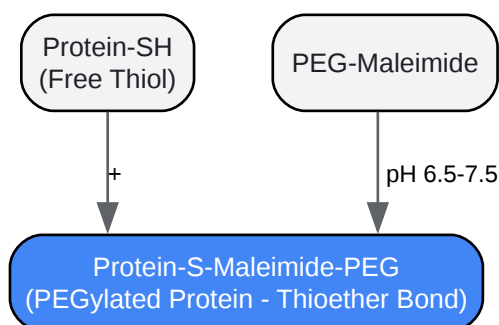 Protein-SH
(Free Thiol)
PEG-Maleimide
+
pH 6.5-7.5
Protein-S-Maleimide-PEG
(PEGylated Protein - Thioether Bond)